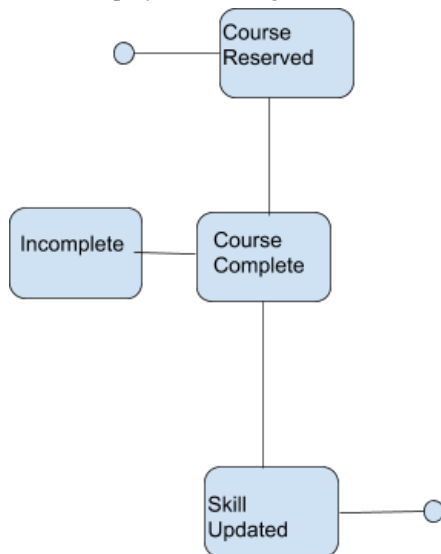 Course
Reserved
Incomplete
Course
Complete
Skill
Updated